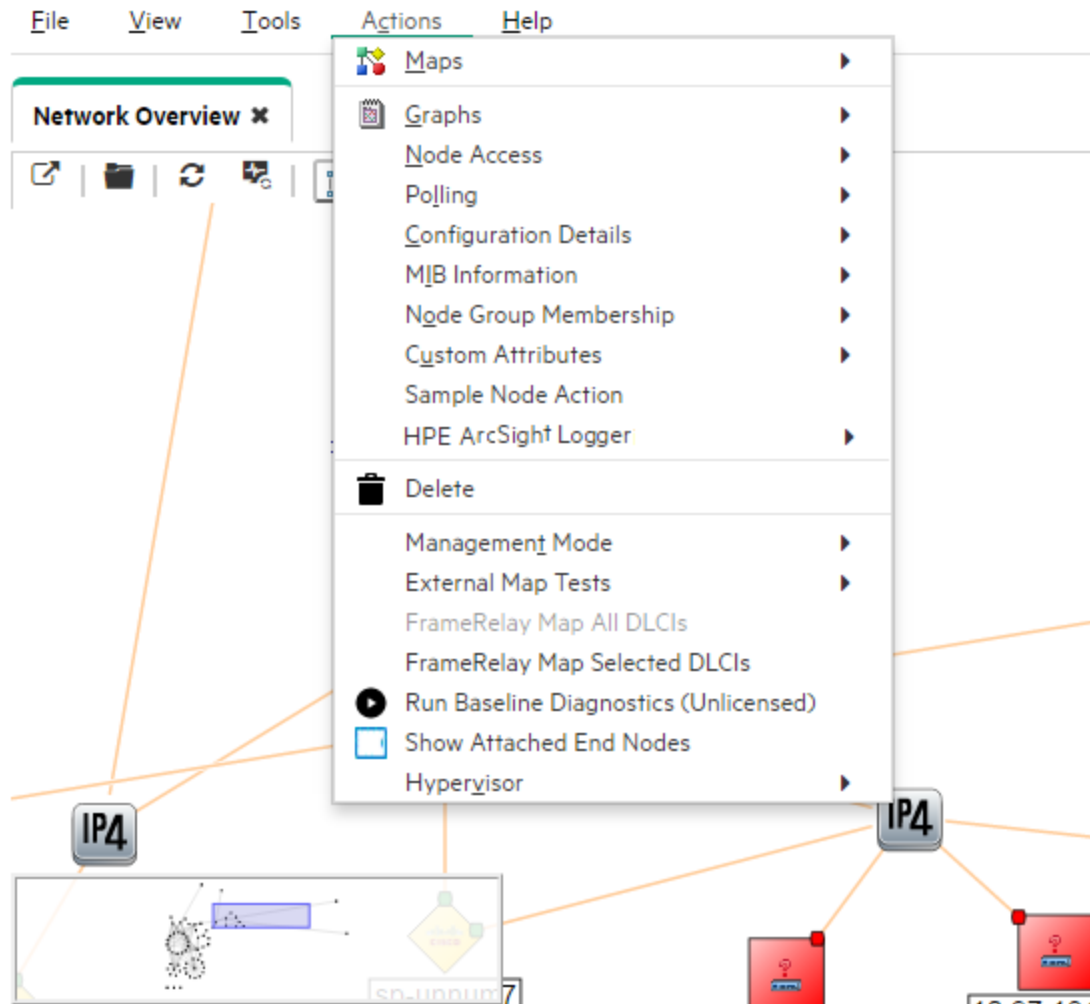 File View Tools Actions Help
Maps
Network Overview
Graphs
Node Access
Polling
Configuration Details
MIB Information
Node Group Membership
Custom Attributes
Sample Node Action
HPE ArcSight Logger
Delete
Management Mode
External Map Tests
FrameRelay Map All DLCIs
FrameRelay Map Selected DLCIs
Run Baseline Diagnostics (Unlicensed)
Show Attached End Nodes
Hypervisor
IP4
IP4